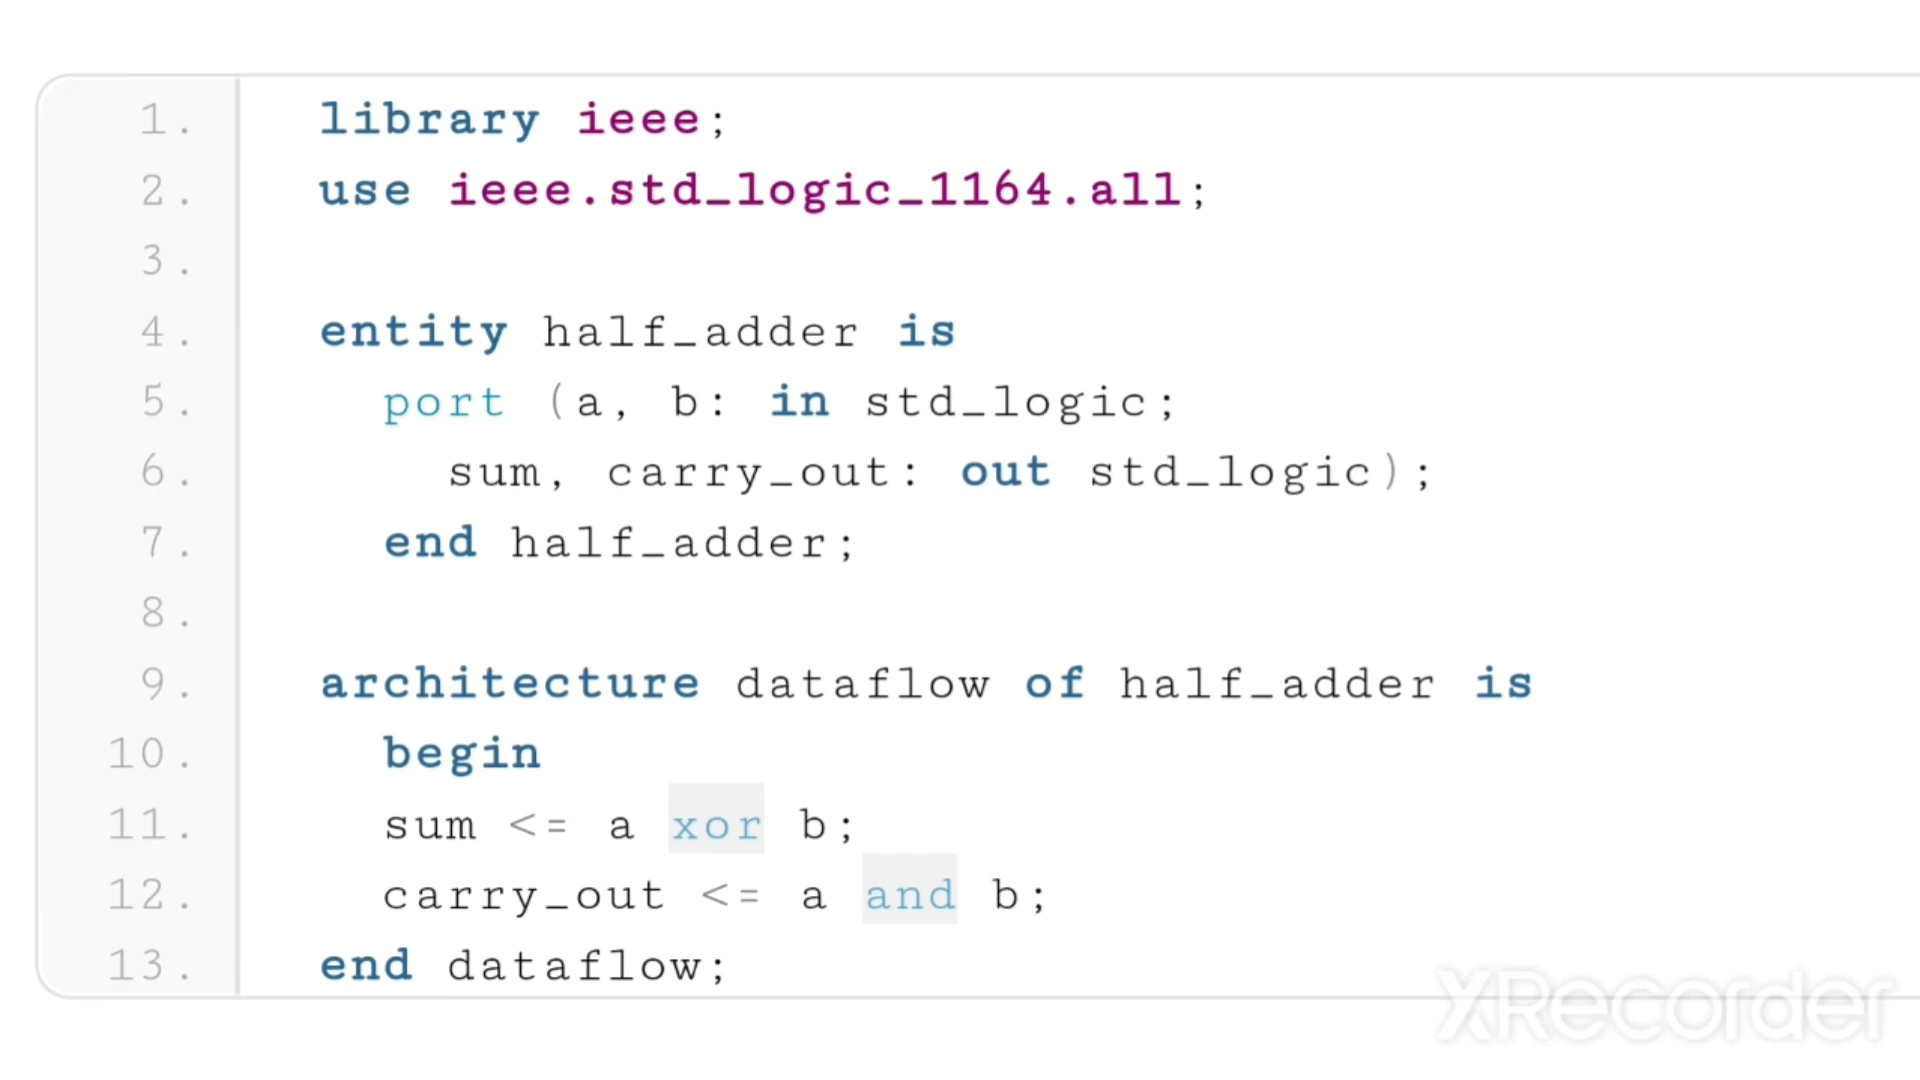 1. library ieee;
2. use ieee.std_logic_1164.all;
3.
4. entity half_adder is
5. port (a, b: in std_logic;
6. sum, carry_out: out std_logic);
7. end half_adder;
8.
9. architecture dataflow of half_adder is
10. begin
11. sum <= a xor b;
12. carry_out <= a and b;
13. end dataflow;
XRecorder